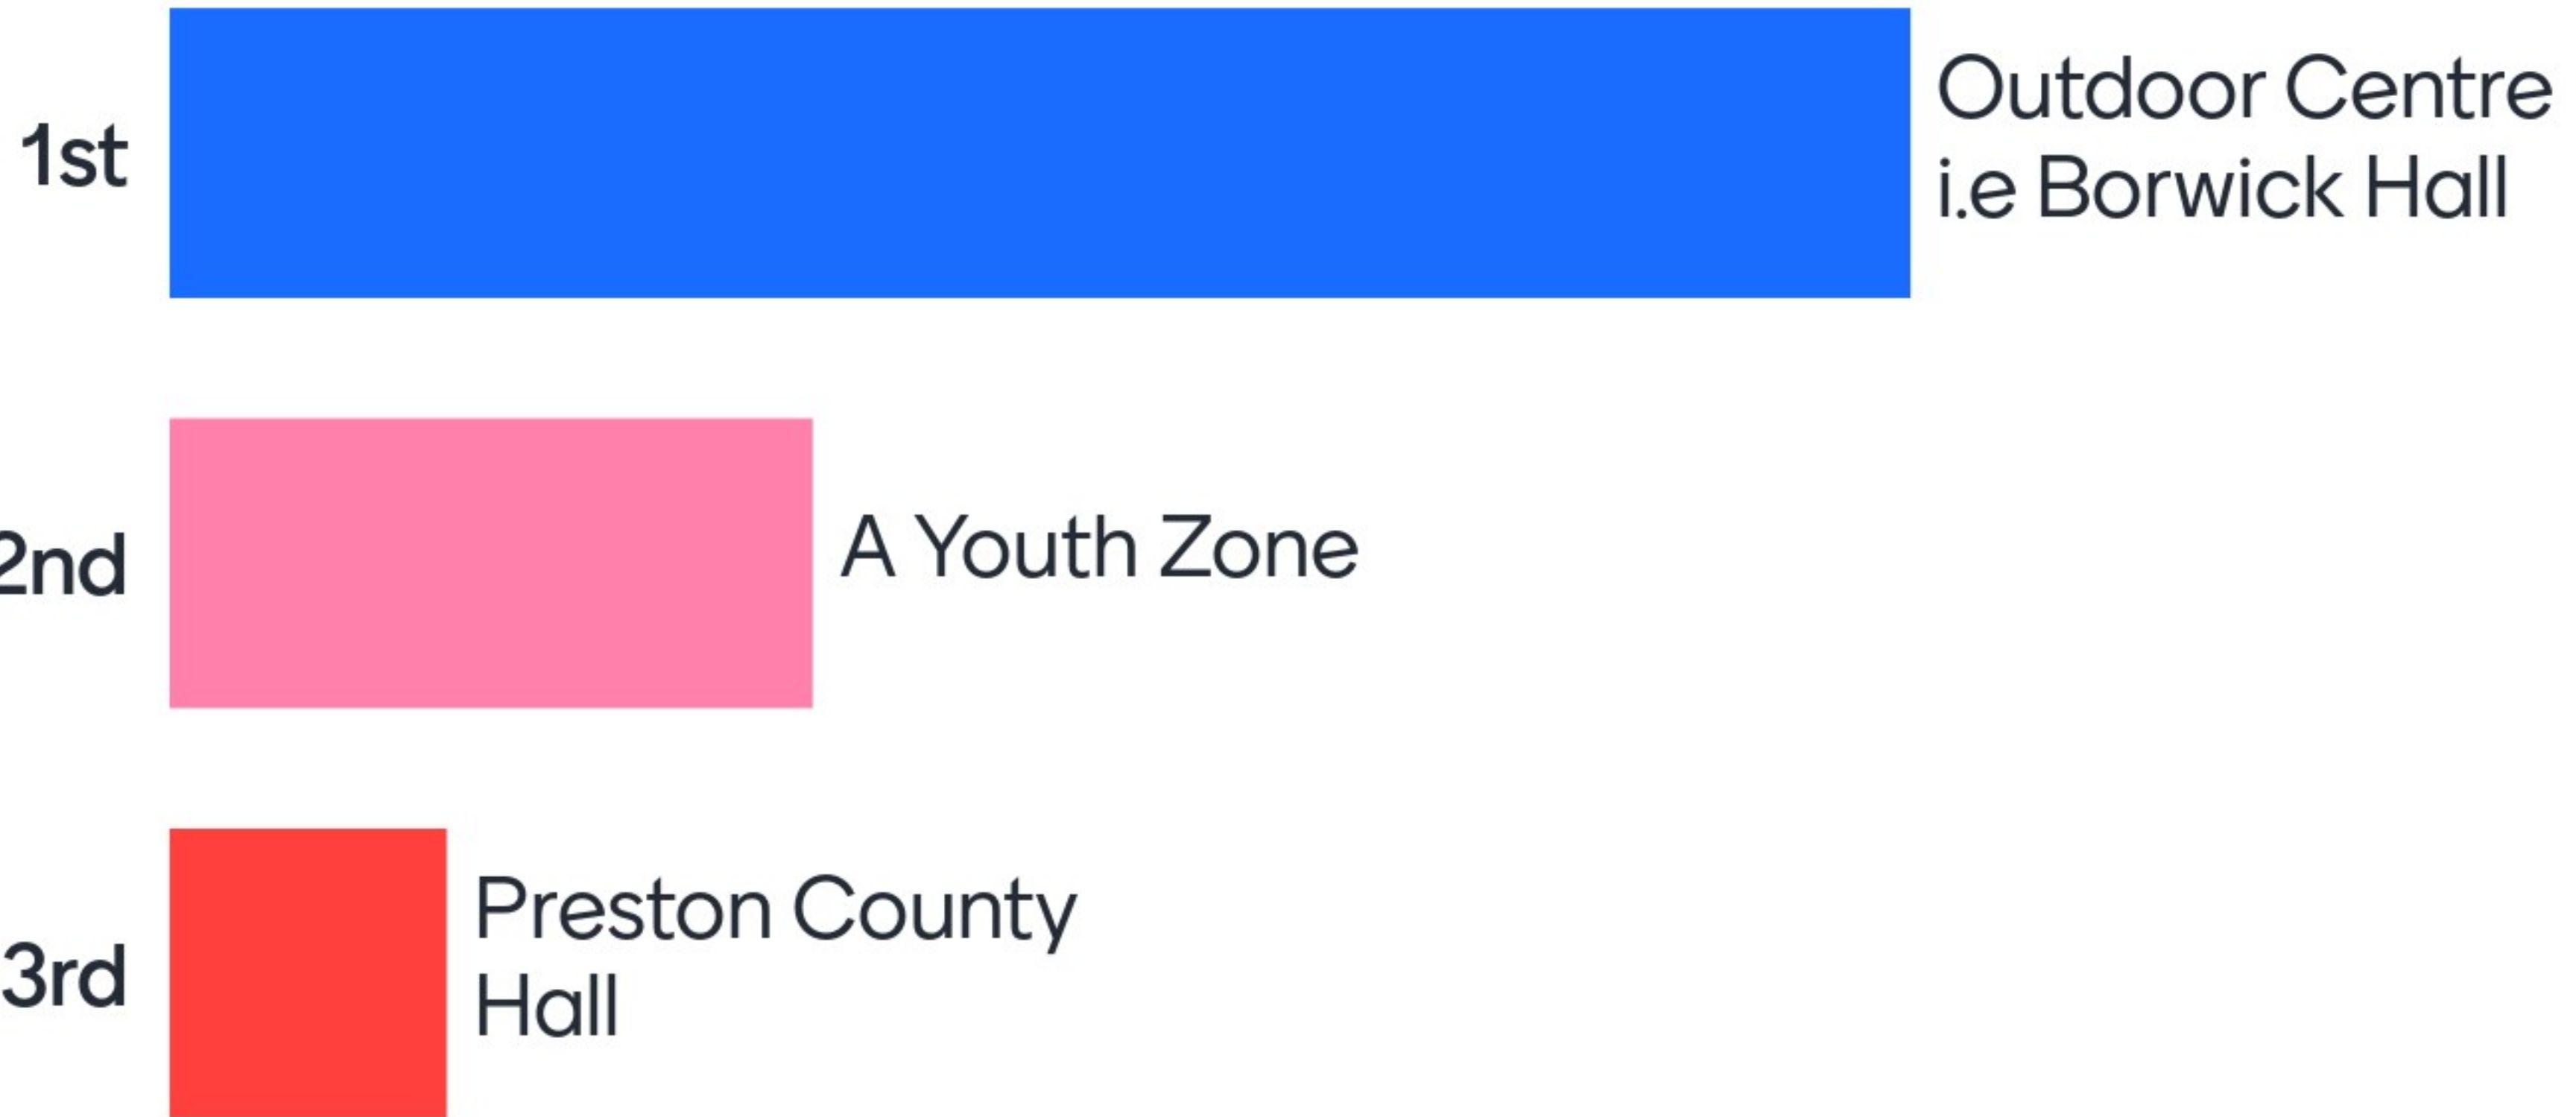 1st
Outdoor Centre
i.e Borwick Hall
2nd
A Youth Zone
3rd
Preston County
Hall